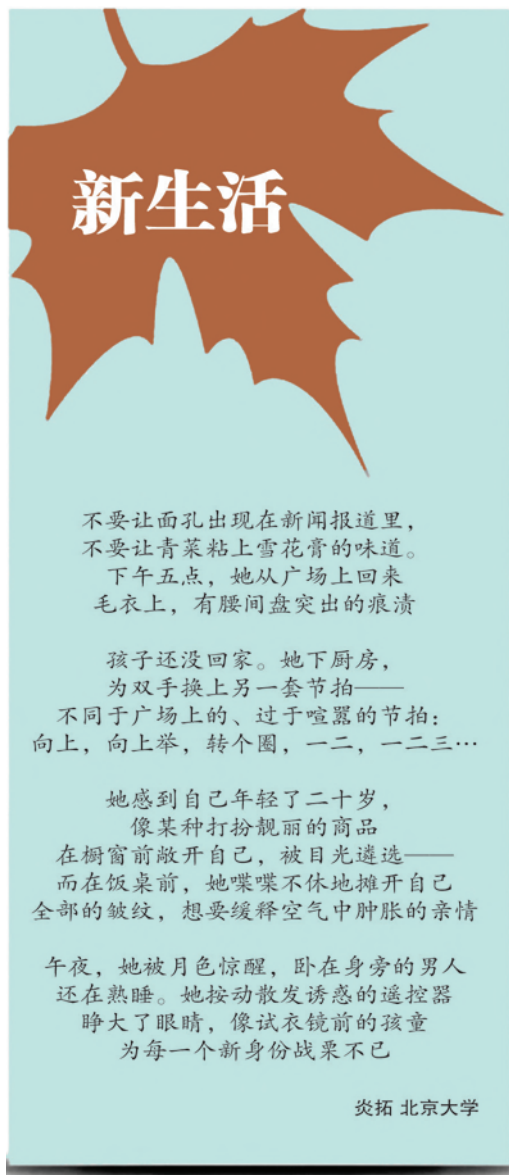 新生活
不要让面孔出现在新闻报道里，
不要让青菜粘上雪花膏的味道。
下午五点，她从广场上回来
毛衣上，有腰间盘突出的痕渍
孩子还没回家。她下厨房，
为双手换上另一套节拍——
不同于广场上的、过于喧嚣的节拍：
向上，向上举，转个圈，一二，一二三…
她感到自己年轻了二十岁，
像某种打扮靓丽的商品
在橱窗前敞开自己，被目光遴选——
而在饭桌前，她喋喋不休地摊开自己
全部的皱纹，想要缓释空气中肿胀的亲情
午夜，她被月色惊醒，卧在身旁的男人
还在熟睡。她按动散发诱惑的遥控器
睁大了眼睛，像试衣镜前的孩童
为每一个新身份战栗不已
炎拓 北京大学